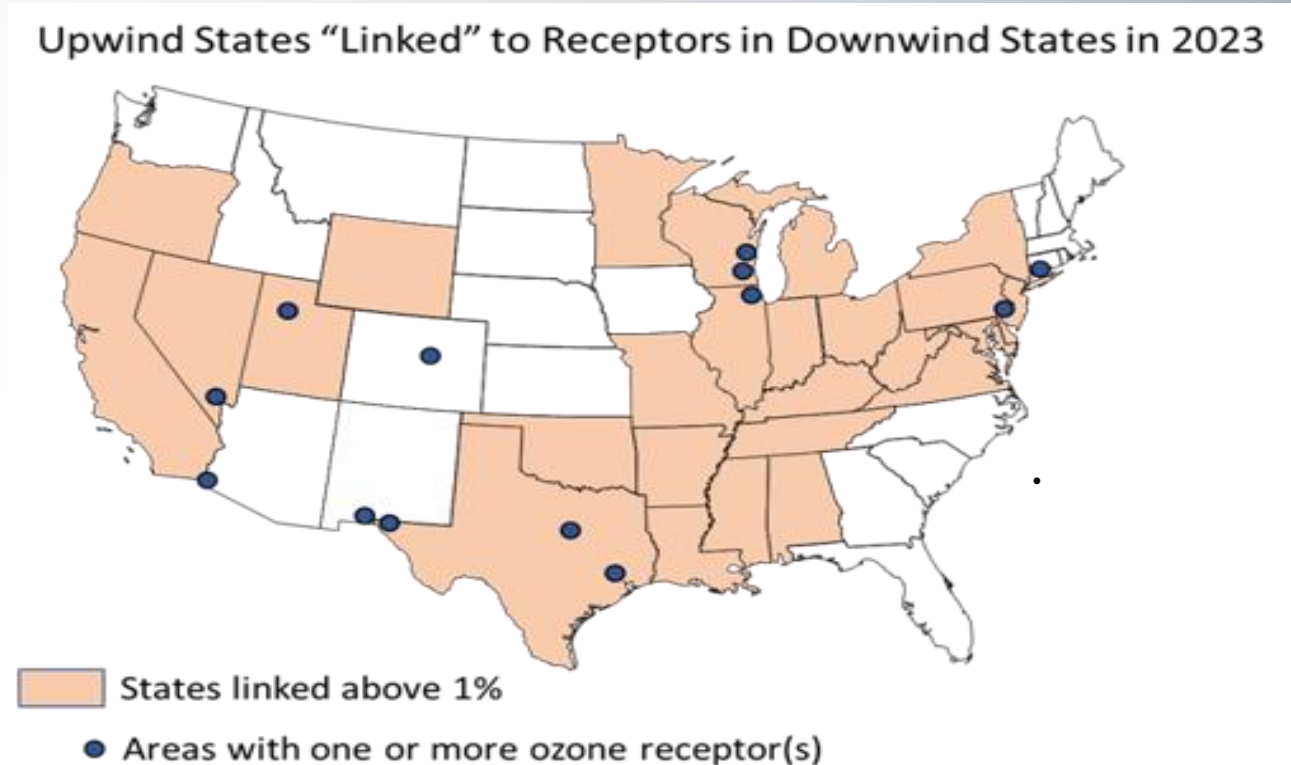 Upwind States “Linked” to Receptors in Downwind States in 2023
States linked above 1%
Areas with one or more ozone receptor(s)